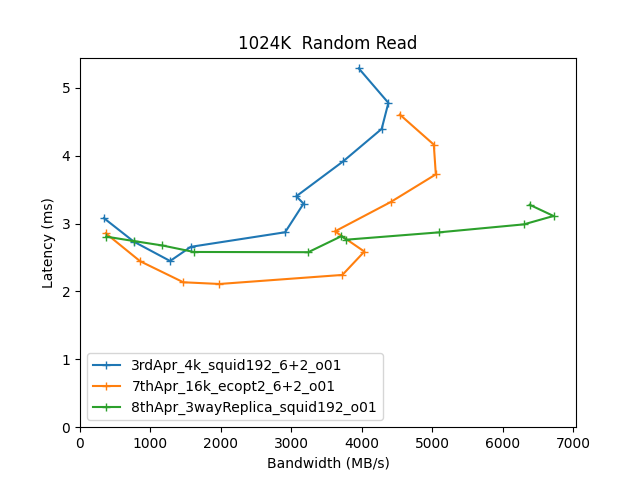 1024K  Random Read
Latency (ms)
5
4
3
2
1
0
0 1000 2000 3000 4000 5000 6000 7000
Bandwidth (MB/s)
3rdApr_4k_squid192_6+2_o01
7thApr_16k_ecopt2_6+2_o01
8thApr_3wayReplica_squid192_o01